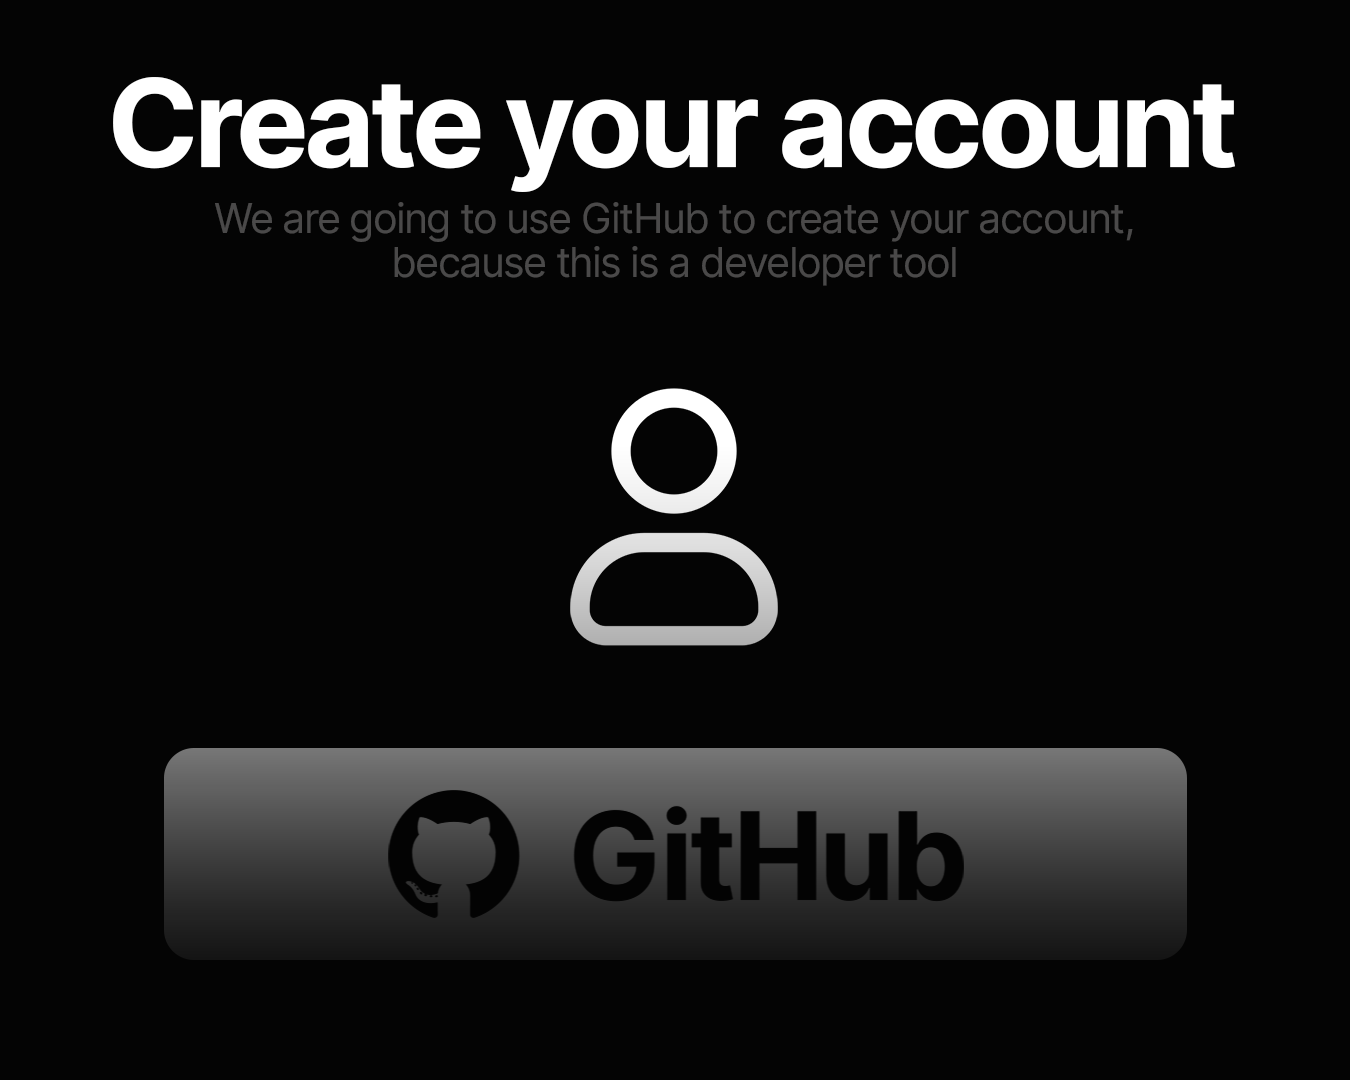 Create your account
We are going to use GitHub to create your account,
because this is a developer tool
GitHub